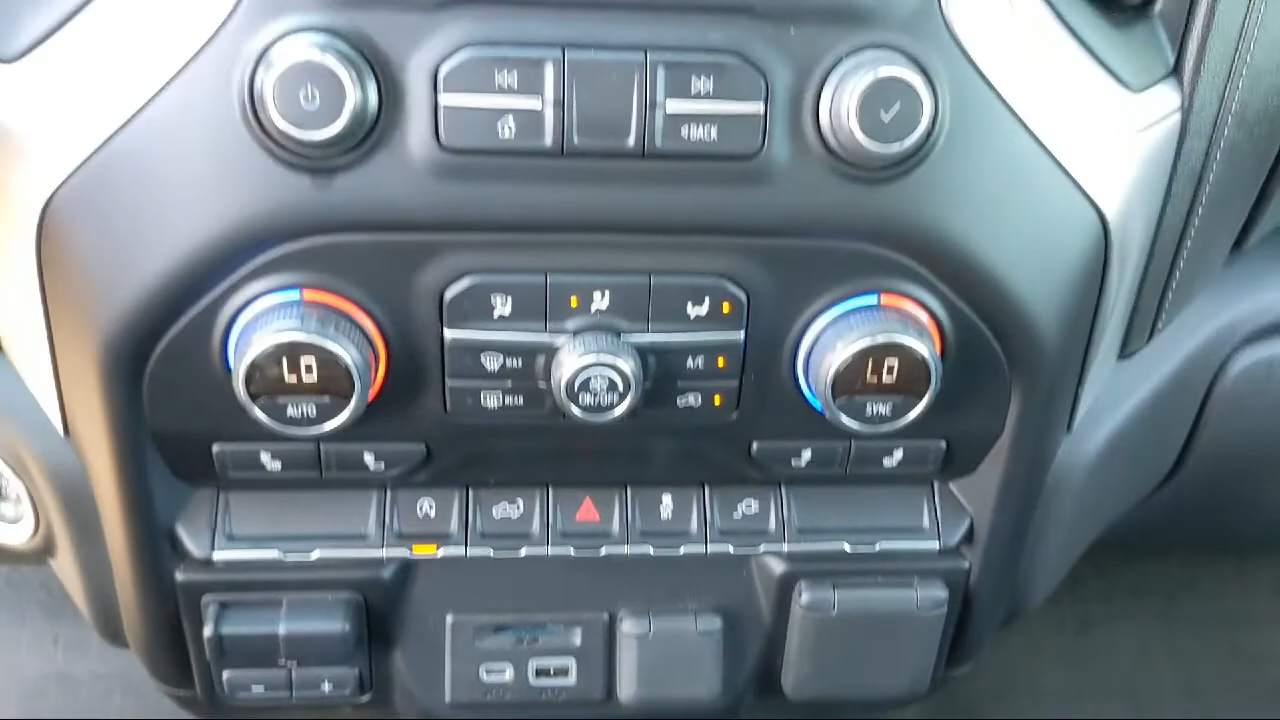 BACK
LO
LO
MAX
A/C
ON/OFF
REAR
AUTO
SYNC